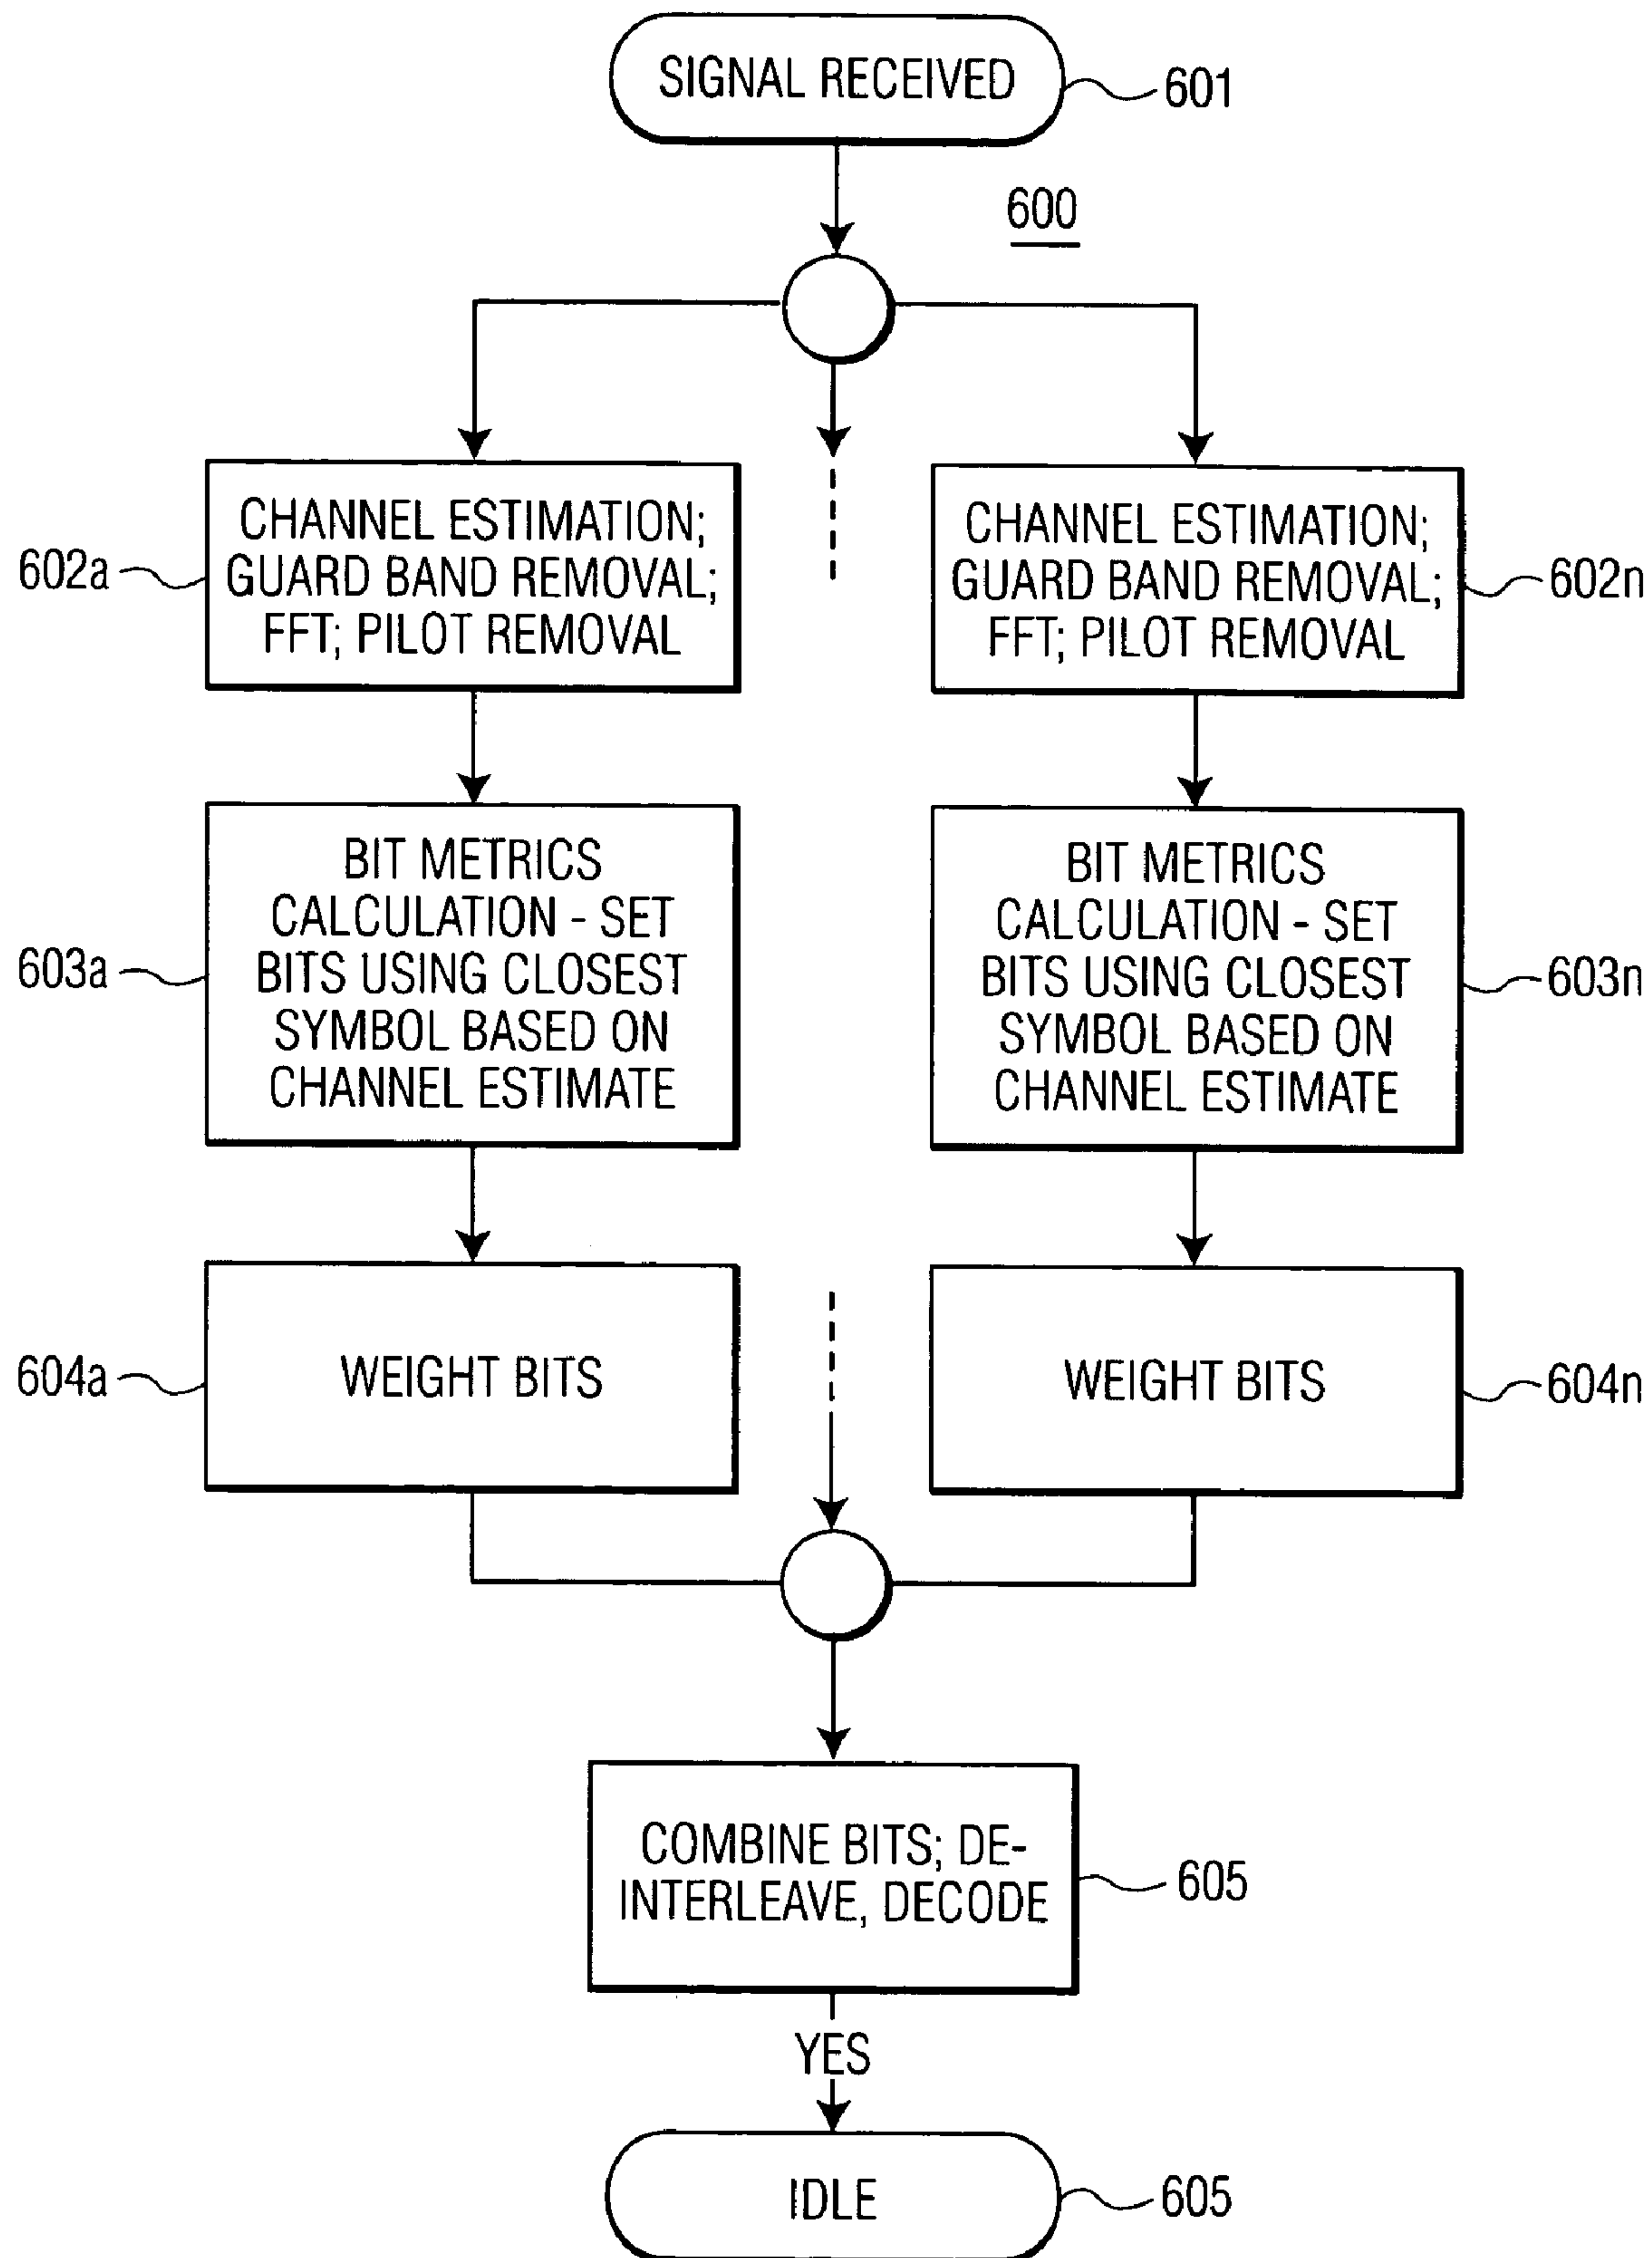 SIGNAL RECEIVED
601
600
CHANNEL ESTIMATION;
GUARD BAND REMOVAL;
FFT; PILOT REMOVAL
602a
CHANNEL ESTIMATION;
GUARD BAND REMOVAL;
FFT; PILOT REMOVAL
602n
BIT METRICS
CALCULATION - SET
BITS USING CLOSEST
SYMBOL BASED ON
CHANNEL ESTIMATE
603a
BIT METRICS
CALCULATION - SET
BITS USING CLOSEST
SYMBOL BASED ON
CHANNEL ESTIMATE
603n
WEIGHT BITS
604a
WEIGHT BITS
604n
COMBINE BITS; DE-
INTERLEAVE, DECODE
605
YES
IDLE
605